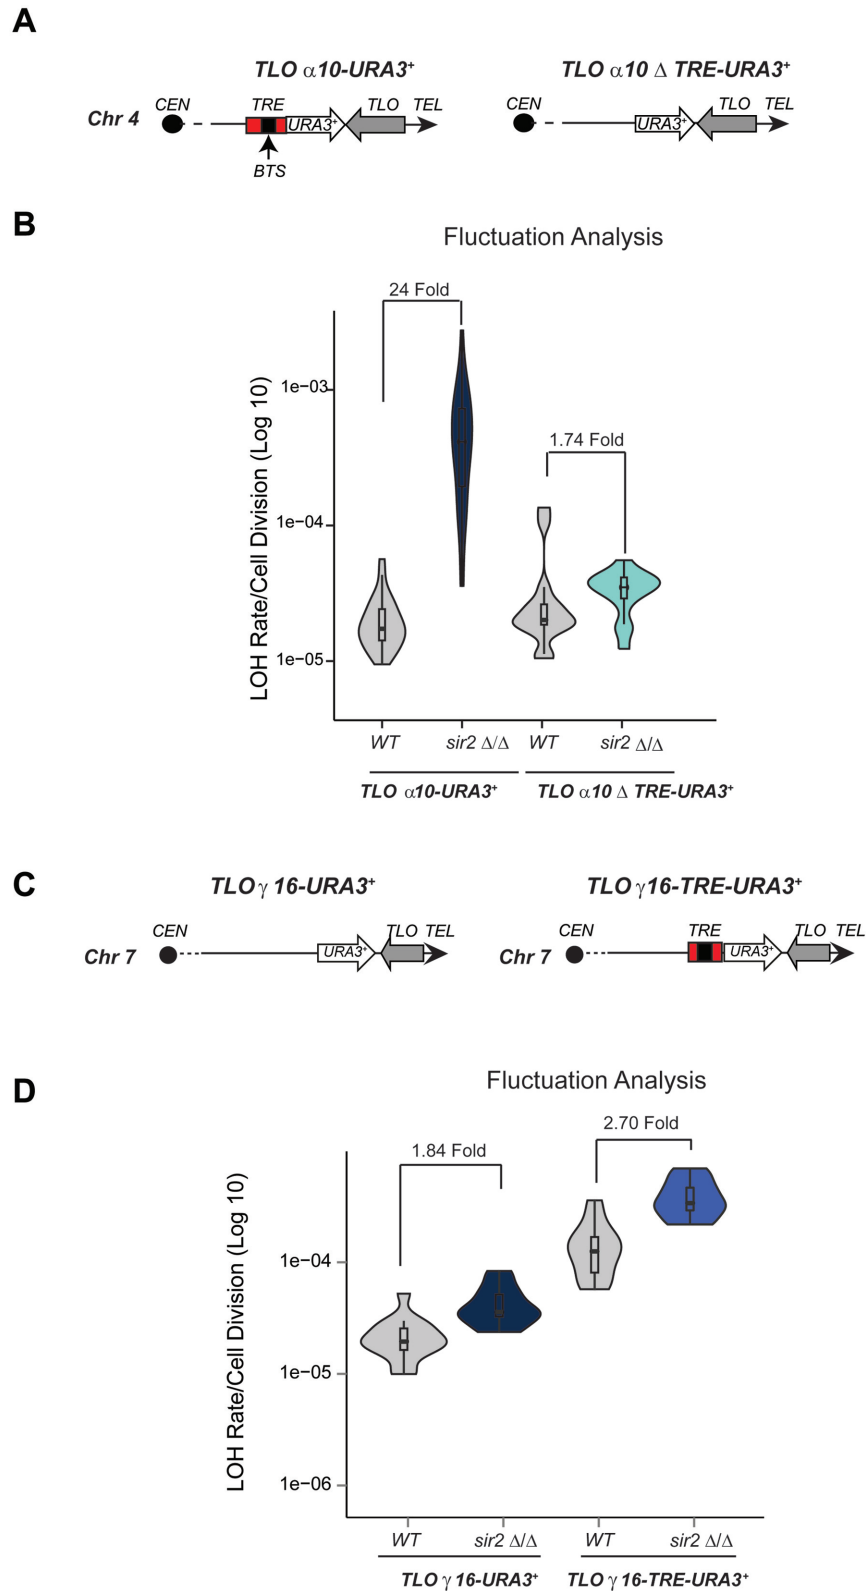 A
TLO α10-URA3+ TLO α10 Δ TRE-URA3+
CEN TRE TLO TEL CEN TLO TEL
Chr 4 URA3+ URA3+
BTS
B
Fluctuation Analysis
24 Fold
1.74 Fold
LOH Rate/Cell Division (Log 10)
1e−03
1e−04
1e−05
WT sir2 Δ/Δ WT sir2 Δ/Δ
TLO α10-URA3+ TLO α10 Δ TRE-URA3+
C
TLO γ 16-URA3+ TLO γ16-TRE-URA3+
CEN TLO TEL CEN TRE TLO TEL
Chr 7 URA3+ Chr 7 URA3+
D
Fluctuation Analysis
2.70 Fold
1.84 Fold
LOH Rate/Cell Division (Log 10)
1e−04
1e−05
1e−06
WT sir2 Δ/Δ WT sir2 Δ/Δ
TLO γ 16-URA3+ TLO γ 16-TRE-URA3+